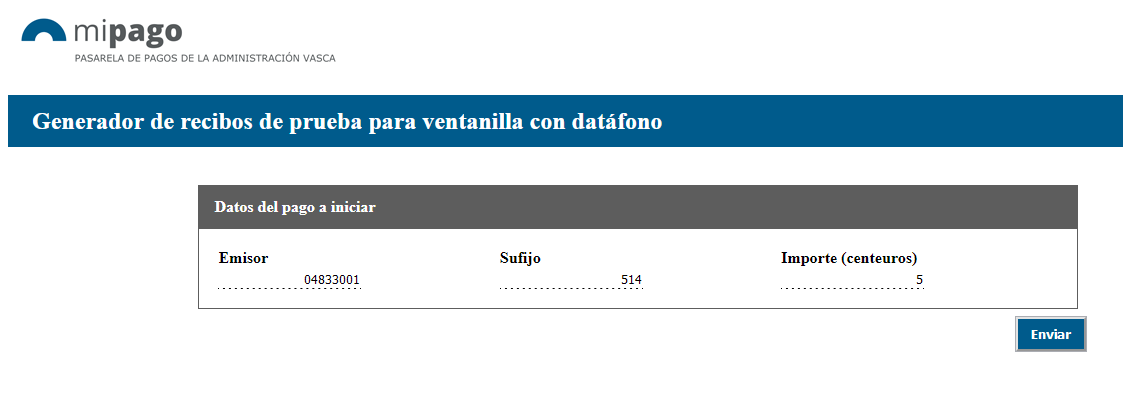 mipago
PASARELA DE PAGOS DE LA ADMINISTRACIÓN VASCA
Generador de recibos de prueba para ventanilla con datáfono
Datos del pago a iniciar
Emisor Sufijo Importe (centeuros)
04833001 514 5
Enviar